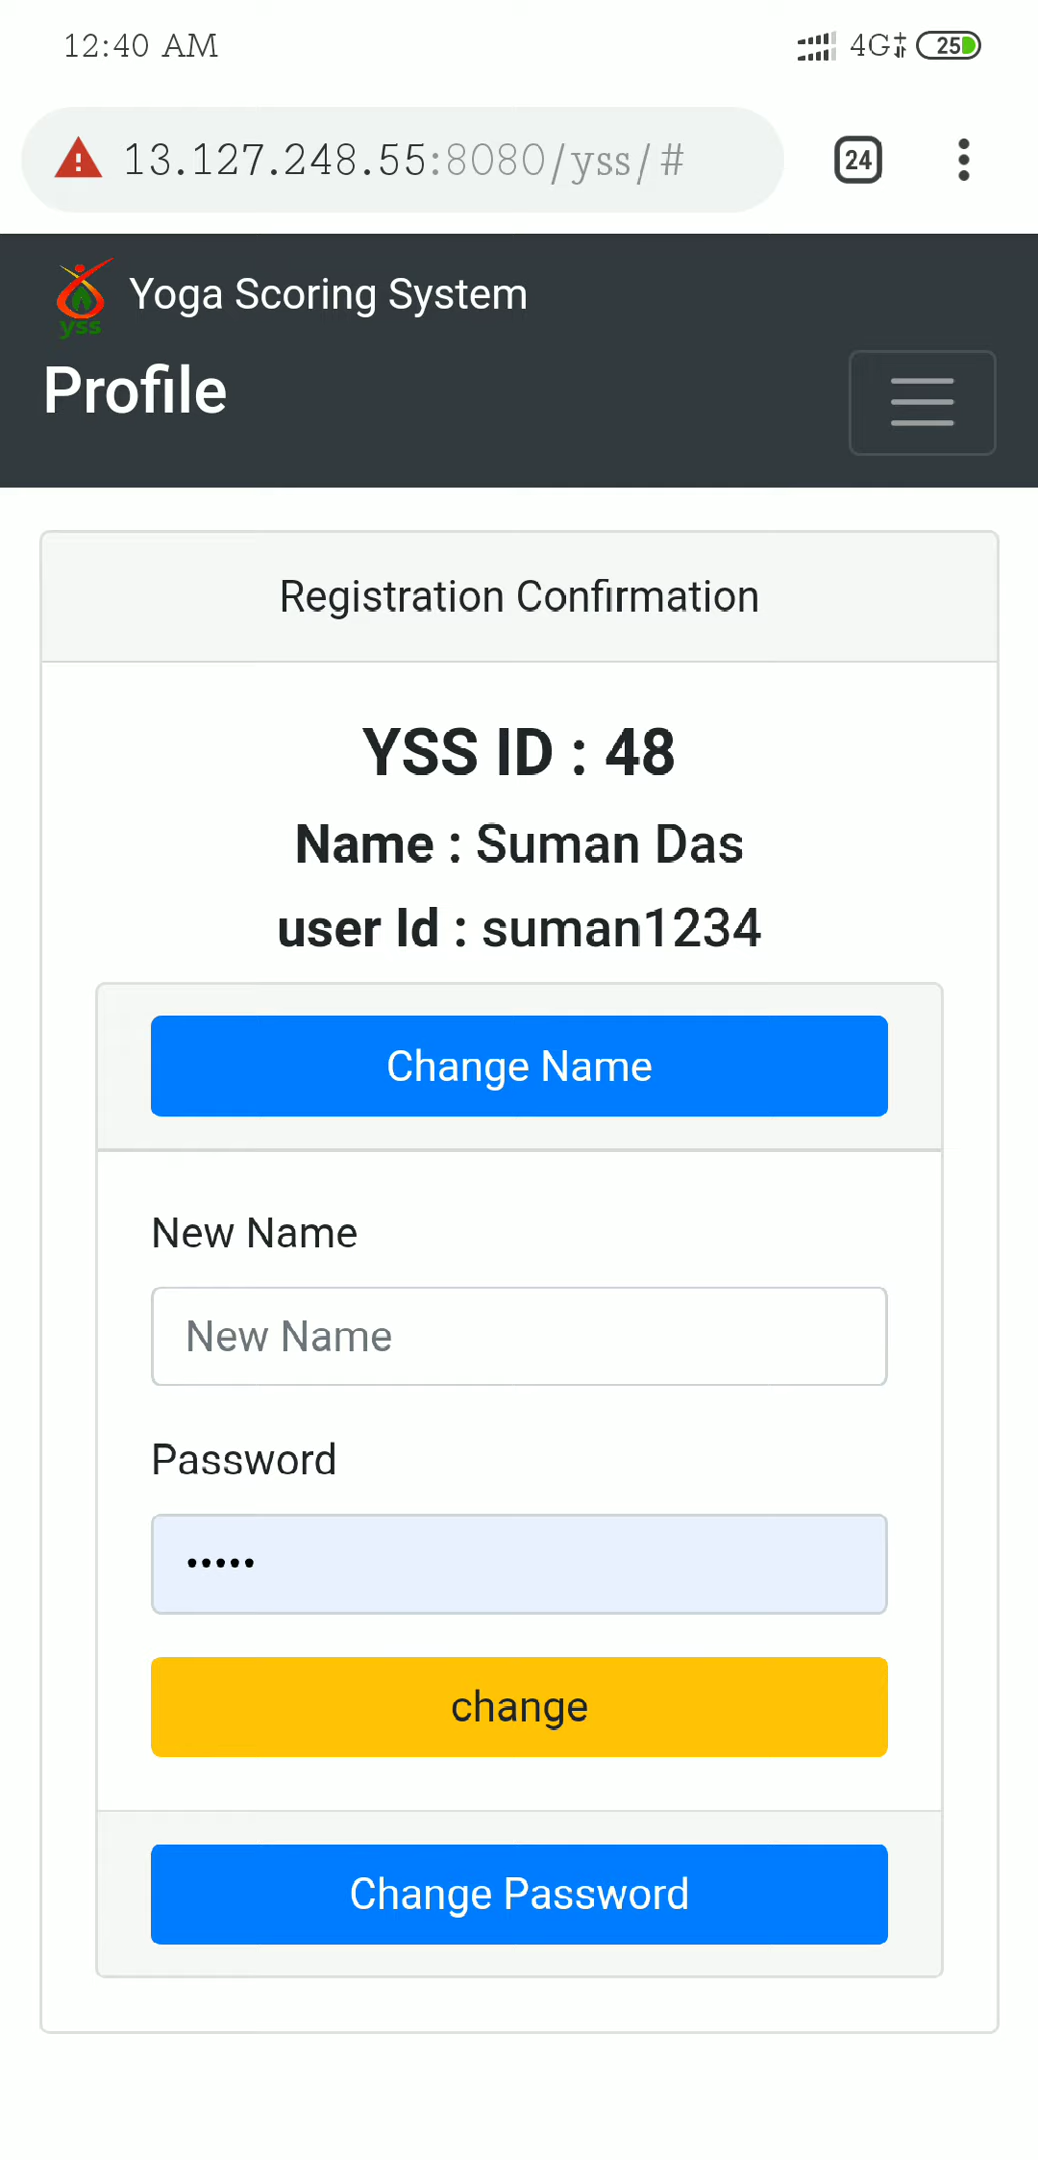 12:40 AM 4G 25
13.127.248.55:8080/yss/# 24
yss Yoga Scoring System
Profile
Registration Confirmation
YSS ID : 48
Name : Suman Das
user Id : suman1234
Change Name
New Name
New Name
Password
•••••
change
Change Password